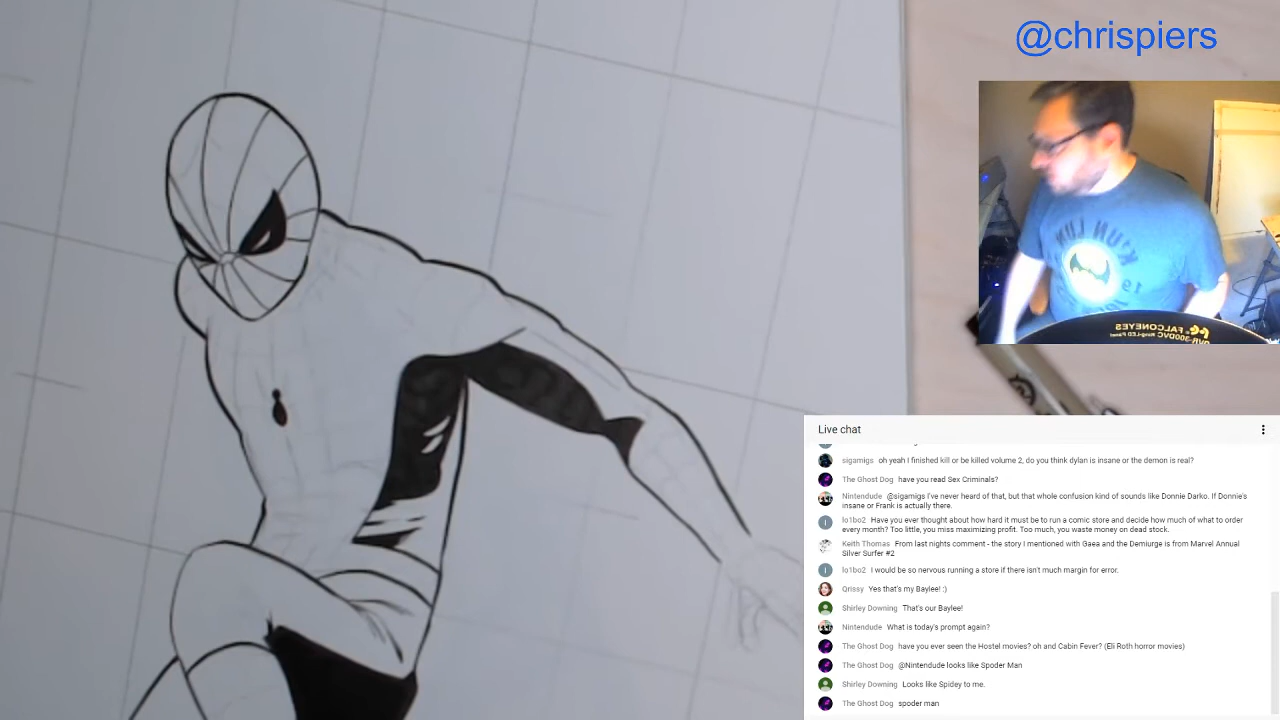 @chrispiers
K'UN LUN
19
FALCONEYES
DVR-300DVC Ring-LED Panel
Live chat
sigamigs oh yeah I finished kill or be killed volume 2, do you think dylan is insane or the demon is real?
The Ghost Dog have you read Sex Criminals?
Nintendude @sigamigs I've never heard of that, but that whole confusion kind of sounds like Donnie Darko. If Donnie's
insane or Frank is actually there.
lo1bo2 Have you ever thought about how hard it must be to run a comic store and decide how much of what to order
every month? Too little, you miss maximizing profit. Too much, you waste money on dead stock.
Keith Thomas From last nights comment - the story I mentioned with Gaea and the Demiurge is from Marvel Annual
Silver Surfer #2
lo1bo2 I would be so nervous running a store if there isn't much margin for error.
Qrissy Yes that's my Baylee! :)
Shirley Downing That's our Baylee!
Nintendude What is today's prompt again?
The Ghost Dog have you ever seen the Hostel movies? oh and Cabin Fever? (Eli Roth horror movies)
The Ghost Dog @Nintendude looks like Spoder Man
Shirley Downing Looks like Spidey to me.
The Ghost Dog spoder man